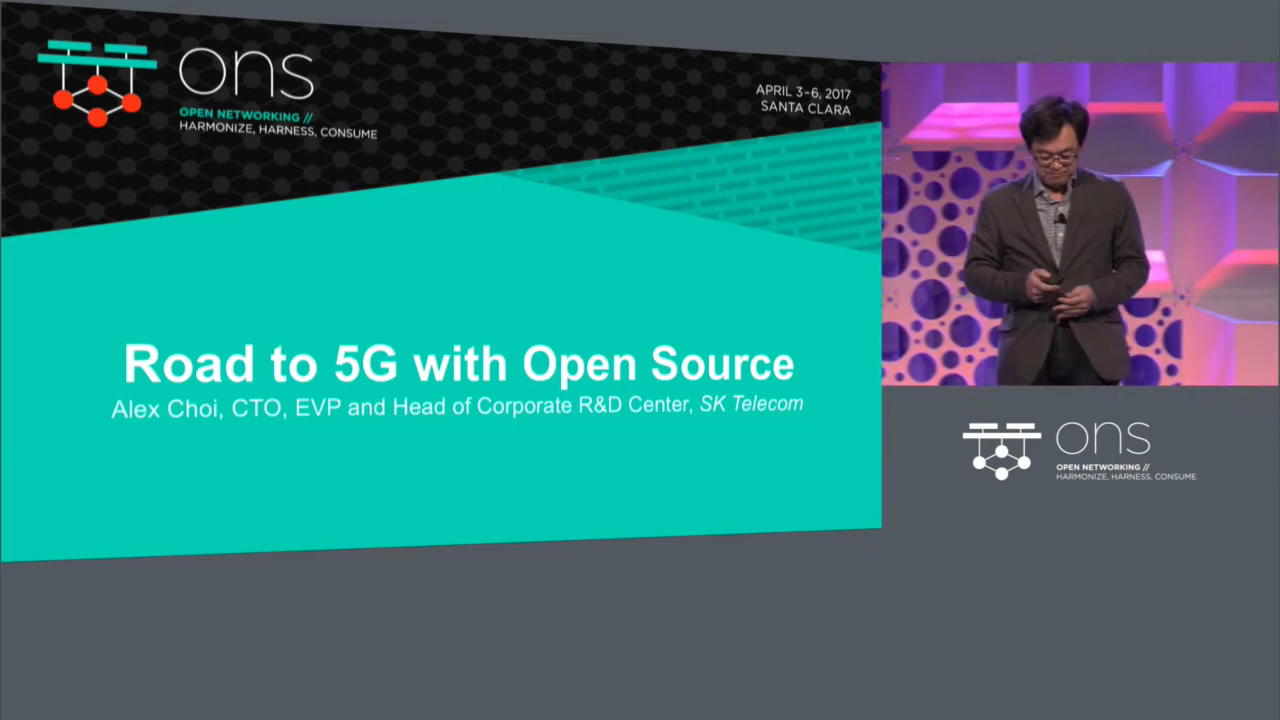 ons
OPEN NETWORKING //
HARMONIZE, HARNESS, CONSUME
APRIL 3–6, 2017
SANTA CLARA
Road to 5G with Open Source
Alex Choi, CTO, EVP and Head of Corporate R&D Center, SK Telecom
ons
OPEN NETWORKING //
HARMONIZE, HARNESS, CONSUME